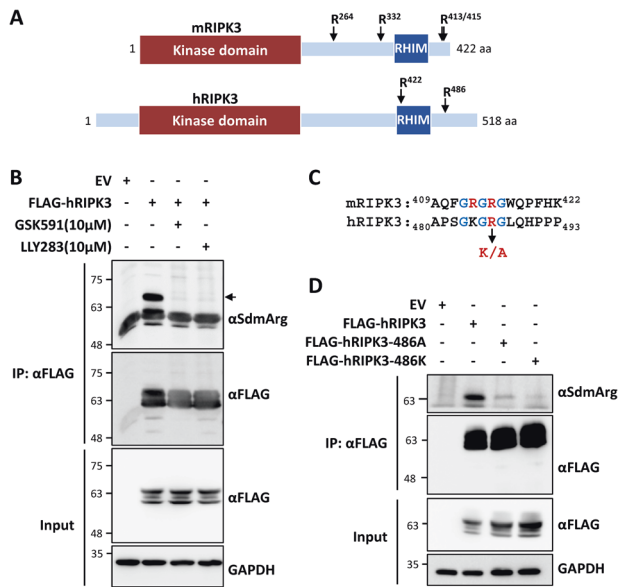 A
mRIPK3
R264 R332 R413/415
1 Kinase domain RHIM 422 aa
hRIPK3
R422 R486
1 Kinase domain RHIM 518 aa
B
EV + - - -
FLAG-hRIPK3 - + + +
GSK591(10μM) - - + -
LLY283(10μM) - - - +
75
63
48
αSdmArg
IP: αFLAG
75
63
48
αFLAG
Input
75
63
48
αFLAG
35
GAPDH
C
mRIPK3: 409AQFGRGRGWQPFHK422
hRIPK3: 480APSGKGRGLQHPPP493
K/A
D
EV + - - -
FLAG-hRIPK3 - + - -
FLAG-hRIPK3-486A - - + -
FLAG-hRIPK3-486K - - - +
63
αSdmArg
IP: αFLAG
63
48
αFLAG
Input
63
αFLAG
35
GAPDH